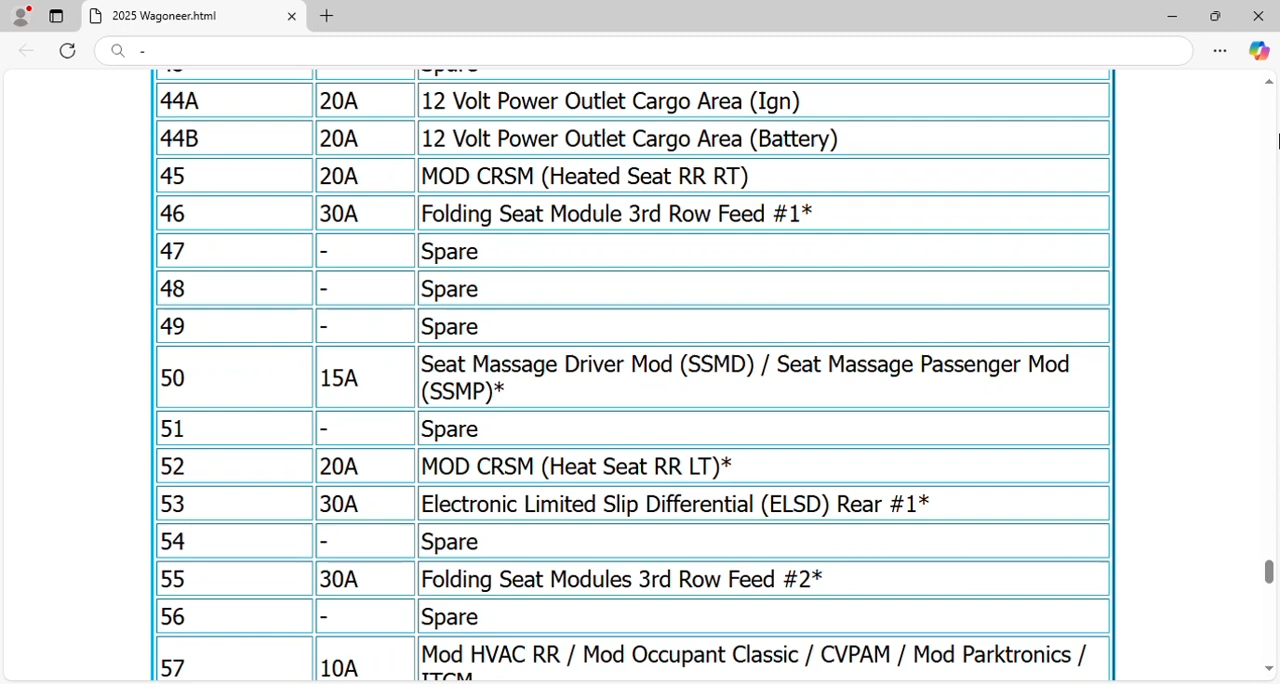 2025 Wagoneer.html
-
Spare
44A 20A 12 Volt Power Outlet Cargo Area (Ign)
44B 20A 12 Volt Power Outlet Cargo Area (Battery)
45 20A MOD CRSM (Heated Seat RR RT)
46 30A Folding Seat Module 3rd Row Feed #1*
47 - Spare
48 - Spare
49 - Spare
50 15A Seat Massage Driver Mod (SSMD) / Seat Massage Passenger Mod
(SSMP)*
51 - Spare
52 20A MOD CRSM (Heat Seat RR LT)*
53 30A Electronic Limited Slip Differential (ELSD) Rear #1*
54 - Spare
55 30A Folding Seat Modules 3rd Row Feed #2*
56 - Spare
57 10A Mod HVAC RR / Mod Occupant Classic / CVPAM / Mod Parktronics /